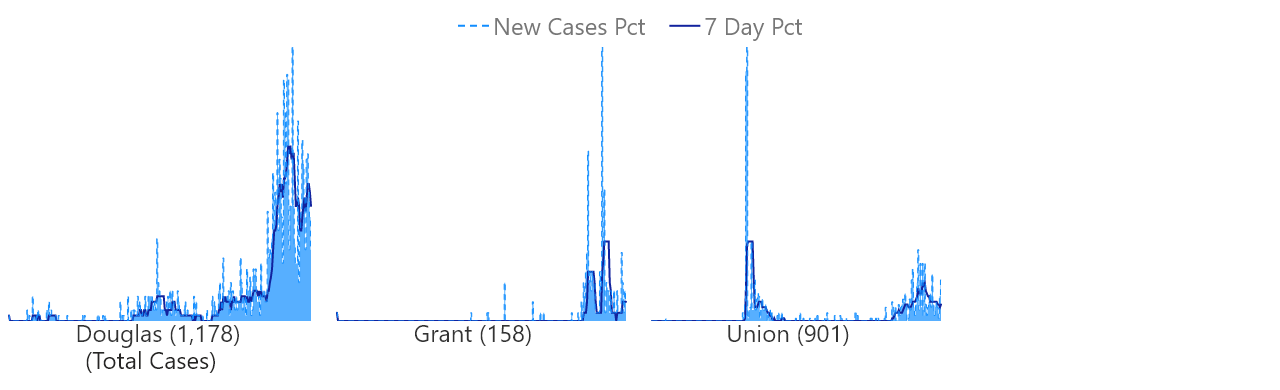 New Cases Pct 7 Day Pct
Douglas (1,178) Grant (158) Union (901)
(Total Cases)